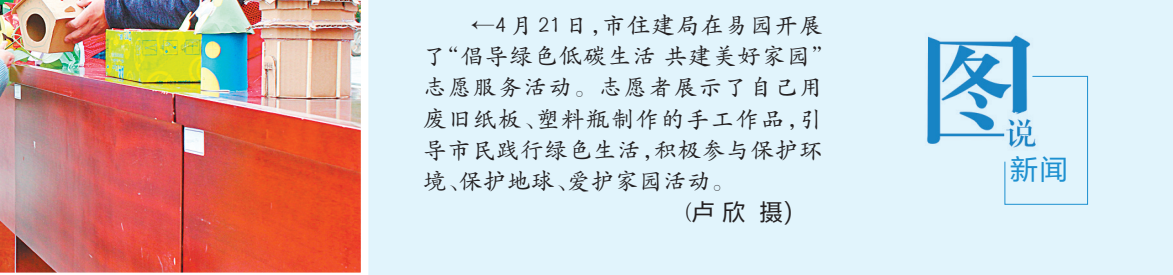 ←4月21日,市住建局在易园开展
了“倡导绿色低碳生活 共建美好家园”
志愿服务活动。志愿者展示了自己用
废旧纸板、塑料瓶制作的手工作品,引
导市民践行绿色生活,积极参与保护环
境、保护地球、爱护家园活动。
(卢欣 摄)
图
说
新闻